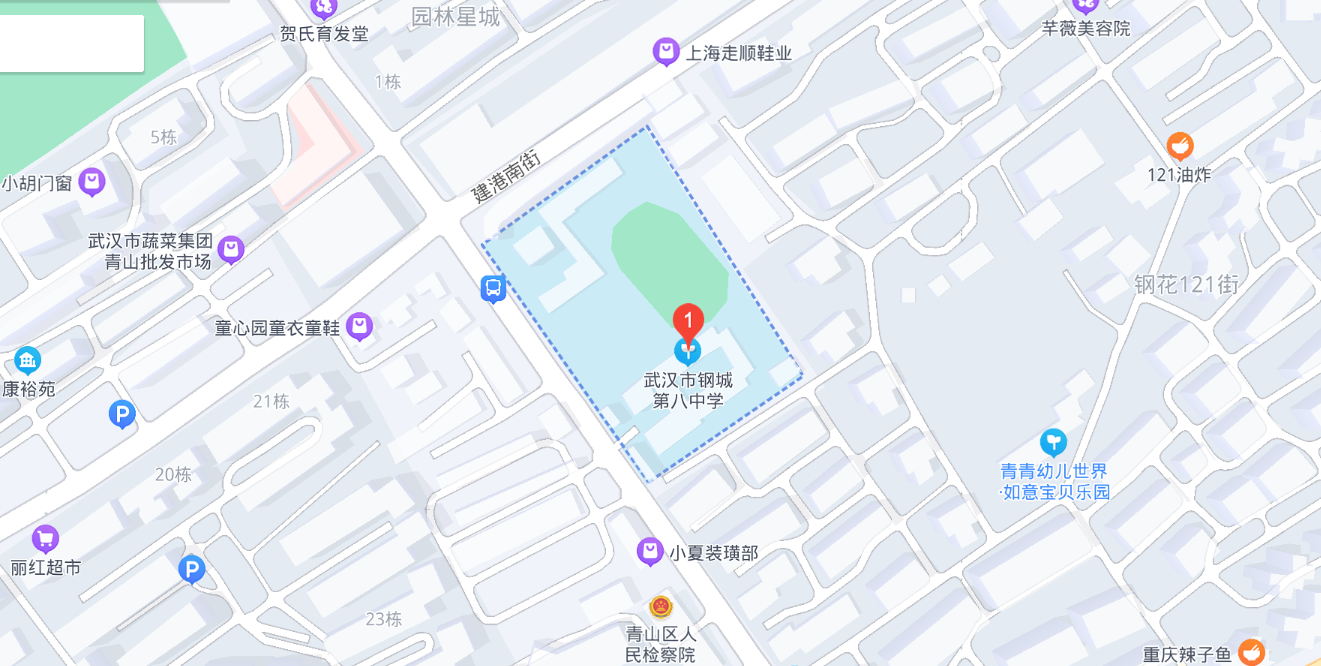 园林星城
贺氏育发堂
芊薇美容院
上海走顺鞋业
1栋
5栋
121油炸
建港南街
小胡门窗
武汉市蔬菜集团
青山批发市场
钢花121街
童心园童衣童鞋
1
武汉市钢城
第八中学
康裕苑
21栋
P
20栋
青青幼儿世界
·如意宝贝乐园
丽红超市
P
小夏装璜部
23栋
青山区人
民检察院
重庆辣子鱼